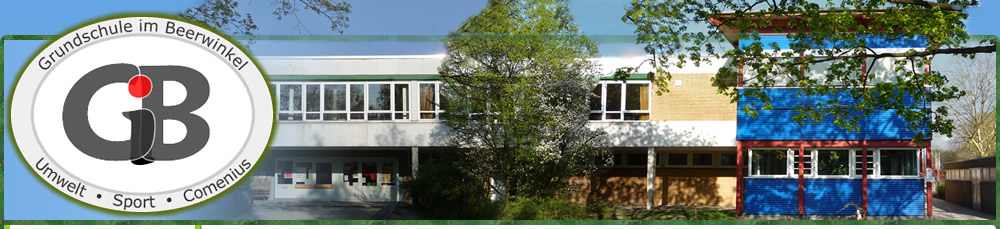 Grundschule im Beerwinkel
GiB
Umwelt • Sport • Comenius